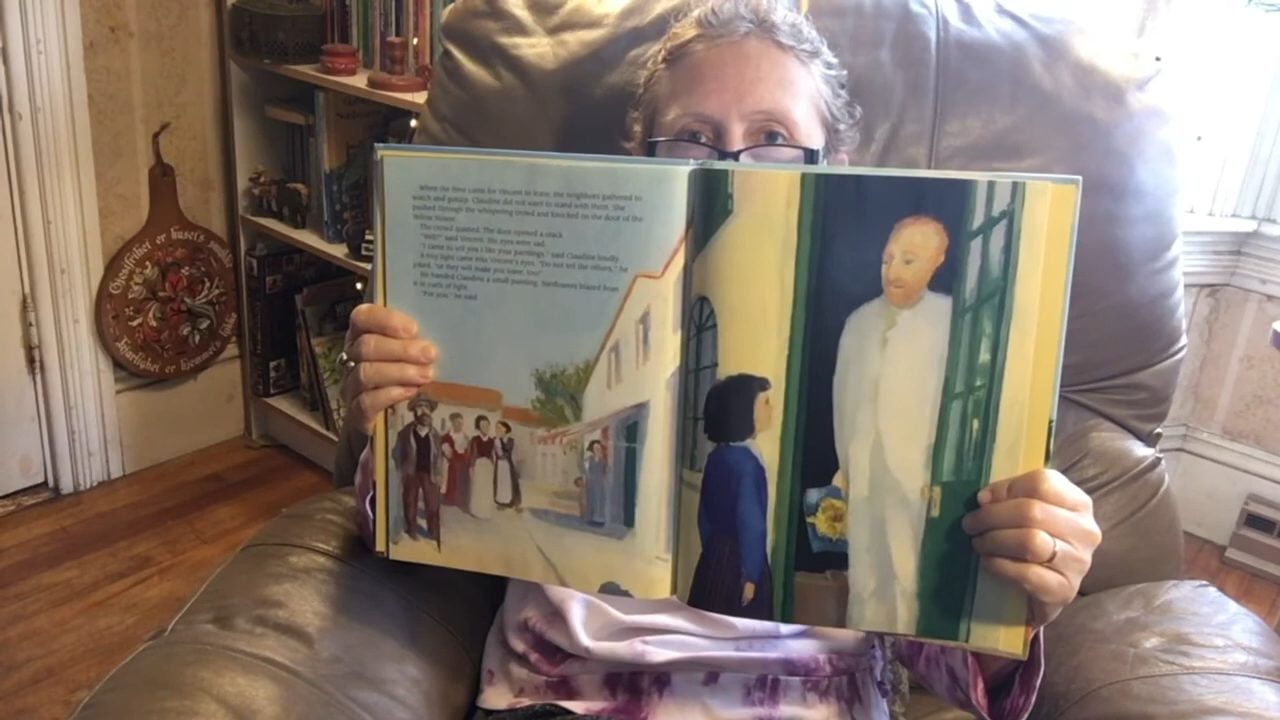 When the time came for Vincent to leave, the neighbors gathered to
watch and gossip. Claudine did not want to stand with them. She
pushed through the whispering crowd and knocked on the door of the
Yellow House.
The crowd quieted. The door opened a crack.
"Well?" said Vincent. His eyes were sad.
"I came to tell you I like your paintings," said Claudine
A tiny light came into Vincent's eyes. "Do not tell the others," he
joked, "or they will make you leave, too!"
He handed Claudine a small painting. Sunflowers blazed from
it in curls of light.
"For you," he said.
er huset's
er hjemmet's